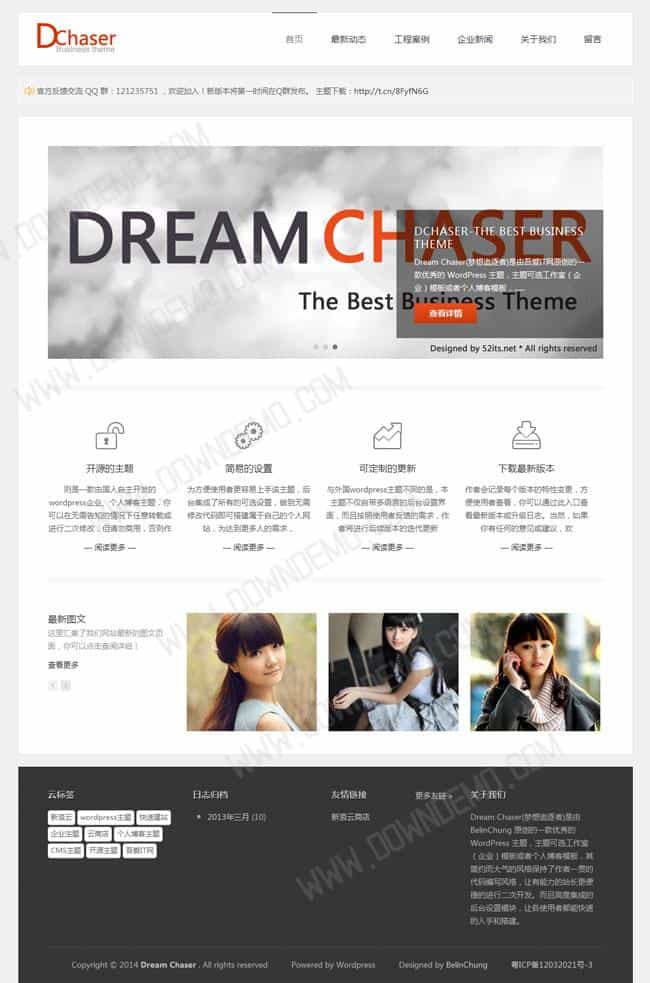 DChaser
Business theme
首页 最新动态 工程案例 企业新闻 关于我们 留言
官方反馈交流 QQ 群：121235751 ，欢迎加入！新版本将第一时间在Q群发布。 主题下载：http://t.cn/8FyfN6G
DREAM CHASER
The Best Business Theme
DCHASER-THE BEST BUSINESS
THEME
Dream Chaser(梦想追逐者)是由吾爱IT网原创的一
款优秀的 WordPress 主题，主题可选工作室（企
业）模板或者个人博客模板，......
查看详情
Designed by 52its.net * All rights reserved
开源的主题
则是一款由国人自主开发的
wordpress企业、个人博客主题，你
可以在无需告知的情况下任意转载或
进行二次修改，但请勿商用，否则作
— 阅读更多 —
简易的设置
为方便使用者更容易上手该主题，后
台集成了所有的可选设置，做到无需
修改代码即可搭建属于自己的个人网
站，为达到更多人的需求，
— 阅读更多 —
可定制的更新
与外国wordpress主题不同的是，本
主题不仅自带多语言的后台设置界
面，而且按照使用者反馈的需求，作
者将进行后续版本的迭代更新
— 阅读更多 —
下载最新版本
作者会记录每个版本的特性变更，方
便使用者查看，你可以通过此入口查
看最新版本或升级日志。当然，如果
你有任何的意见或建议，欢
— 阅读更多 —
最新图文
这里汇集了我们网站最新的图文页
面，你可以点击查阅详细！
查看更多
云标签
新浪云 wordpress主题 快速建站
企业主题 云商店 个人博客主题
CMS主题 开源主题 吾爱IT网
日志归档
2013年三月 (10)
友情链接 更多友链 »
新浪云商店
关于我们
Dream Chaser(梦想追逐者)是由
BelinChung 原创的一款优秀的
WordPress 主题，主题可选工作室
（企业）模板或者个人博客模板，其
简约而大气的风格保持了作者一贯的
代码编写风格，让有能力的站长更便
捷的进行二次开发。而且高度集成的
后台设置模块，让各使用者都能快速
的入手和搭建。
Copyright © 2014 Dream Chaser . All rights reserved Powered by Wordpress Designed by BelinChung 粤ICP备12032021号-3
WWW.DOWNDEMO.COM
WWW.DOWNDEMO.COM
WWW.DOWNDEMO.COM
WWW.DOWNDEMO.COM
WWW.DOWNDEMO.COM